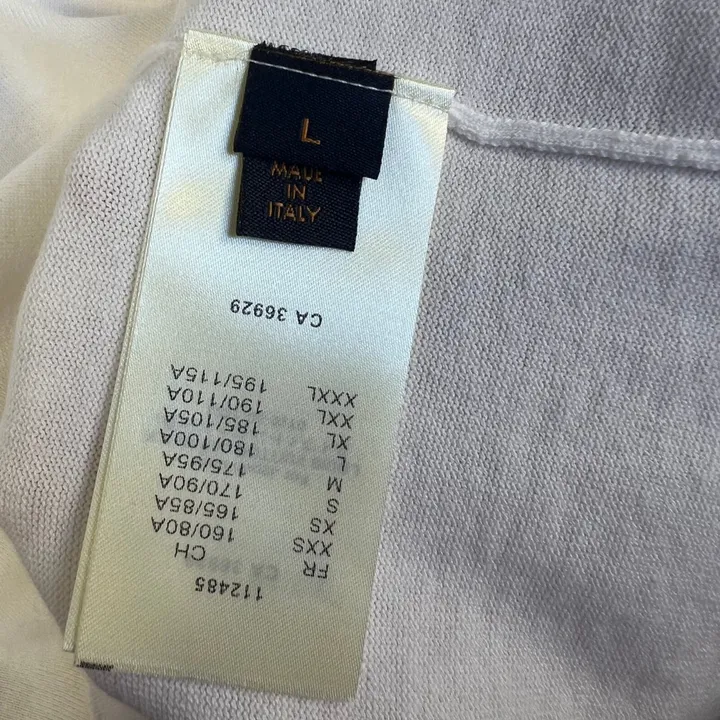 L
MADE
IN
ITALY
112485
FR CH
XXS 160/80A
XS 165/85A
S 170/90A
M 175/95A
L 180/100A
XL 185/105A
XXL 190/110A
XXXL 195/115A
CA 36929